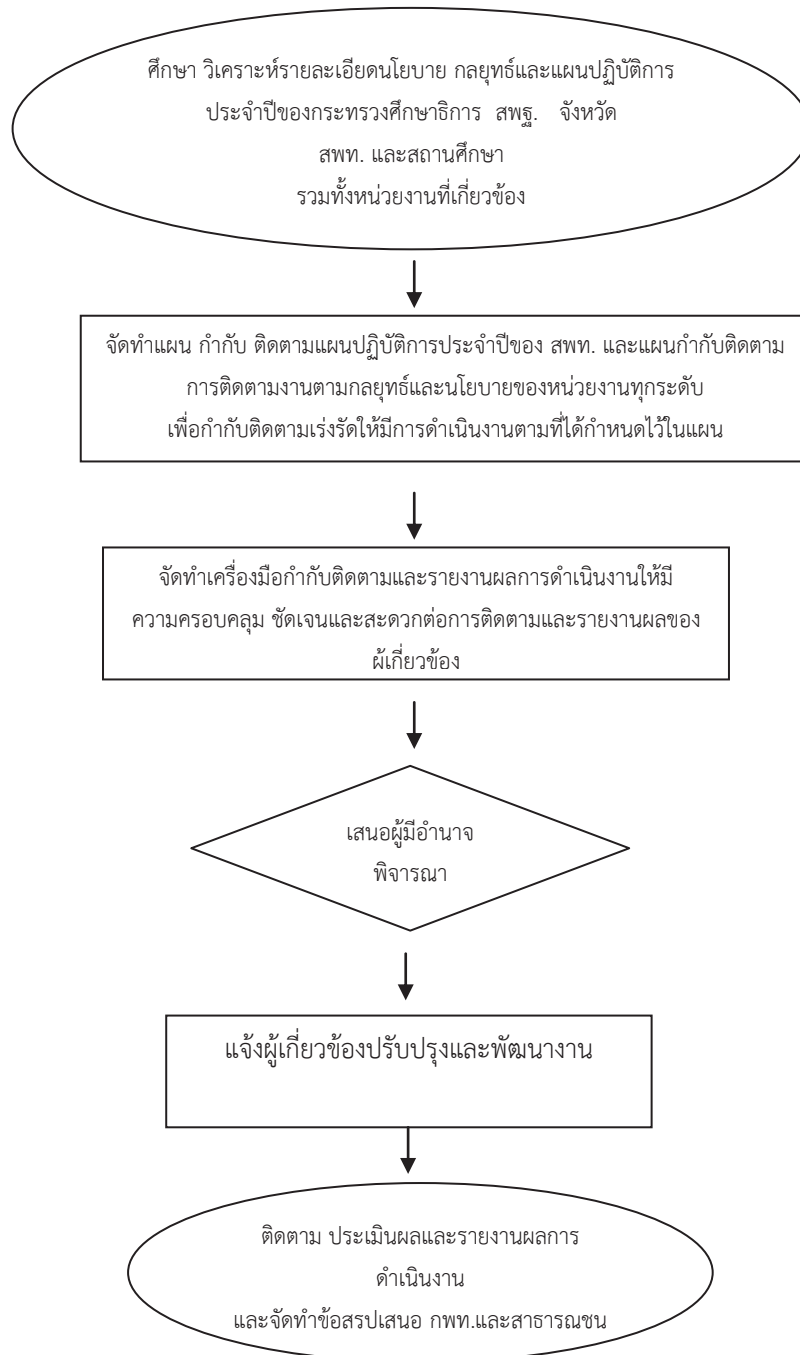 ศึกษา วิเคราะห์รายละเอียดนโยบาย กลยุทธ์และแผนปฏิบัติการ
ประจำปีของกระทรวงศึกษาธิการ สพฐ. จังหวัด
สพท. และสถานศึกษา
รวมทั้งหน่วยงานที่เกี่ยวข้อง
จัดทำแผน กำกับ ติดตามแผนปฏิบัติการประจำปีของ สพท. และแผนกำกับติดตาม
การติดตามงานตามกลยุทธ์และนโยบายของหน่วยงานทุกระดับ
เพื่อกำกับติดตามเร่งรัดให้มีการดำเนินงานตามที่ได้กำหนดไว้ในแผน
จัดทำเครื่องมือกำกับติดตามและรายงานผลการดำเนินงานให้มี
ความครอบคลุม ชัดเจนและสะดวกต่อการติดตามและรายงานผลของ
ผู้เกี่ยวข้อง
เสนอผู้มีอำนาจ
พิจารณา
แจ้งผู้เกี่ยวข้องปรับปรุงและพัฒนางาน
ติดตาม ประเมินผลและรายงานผลการ
ดำเนินงาน
และจัดทำข้อสรุปเสนอ กพท.และสาธารณชน